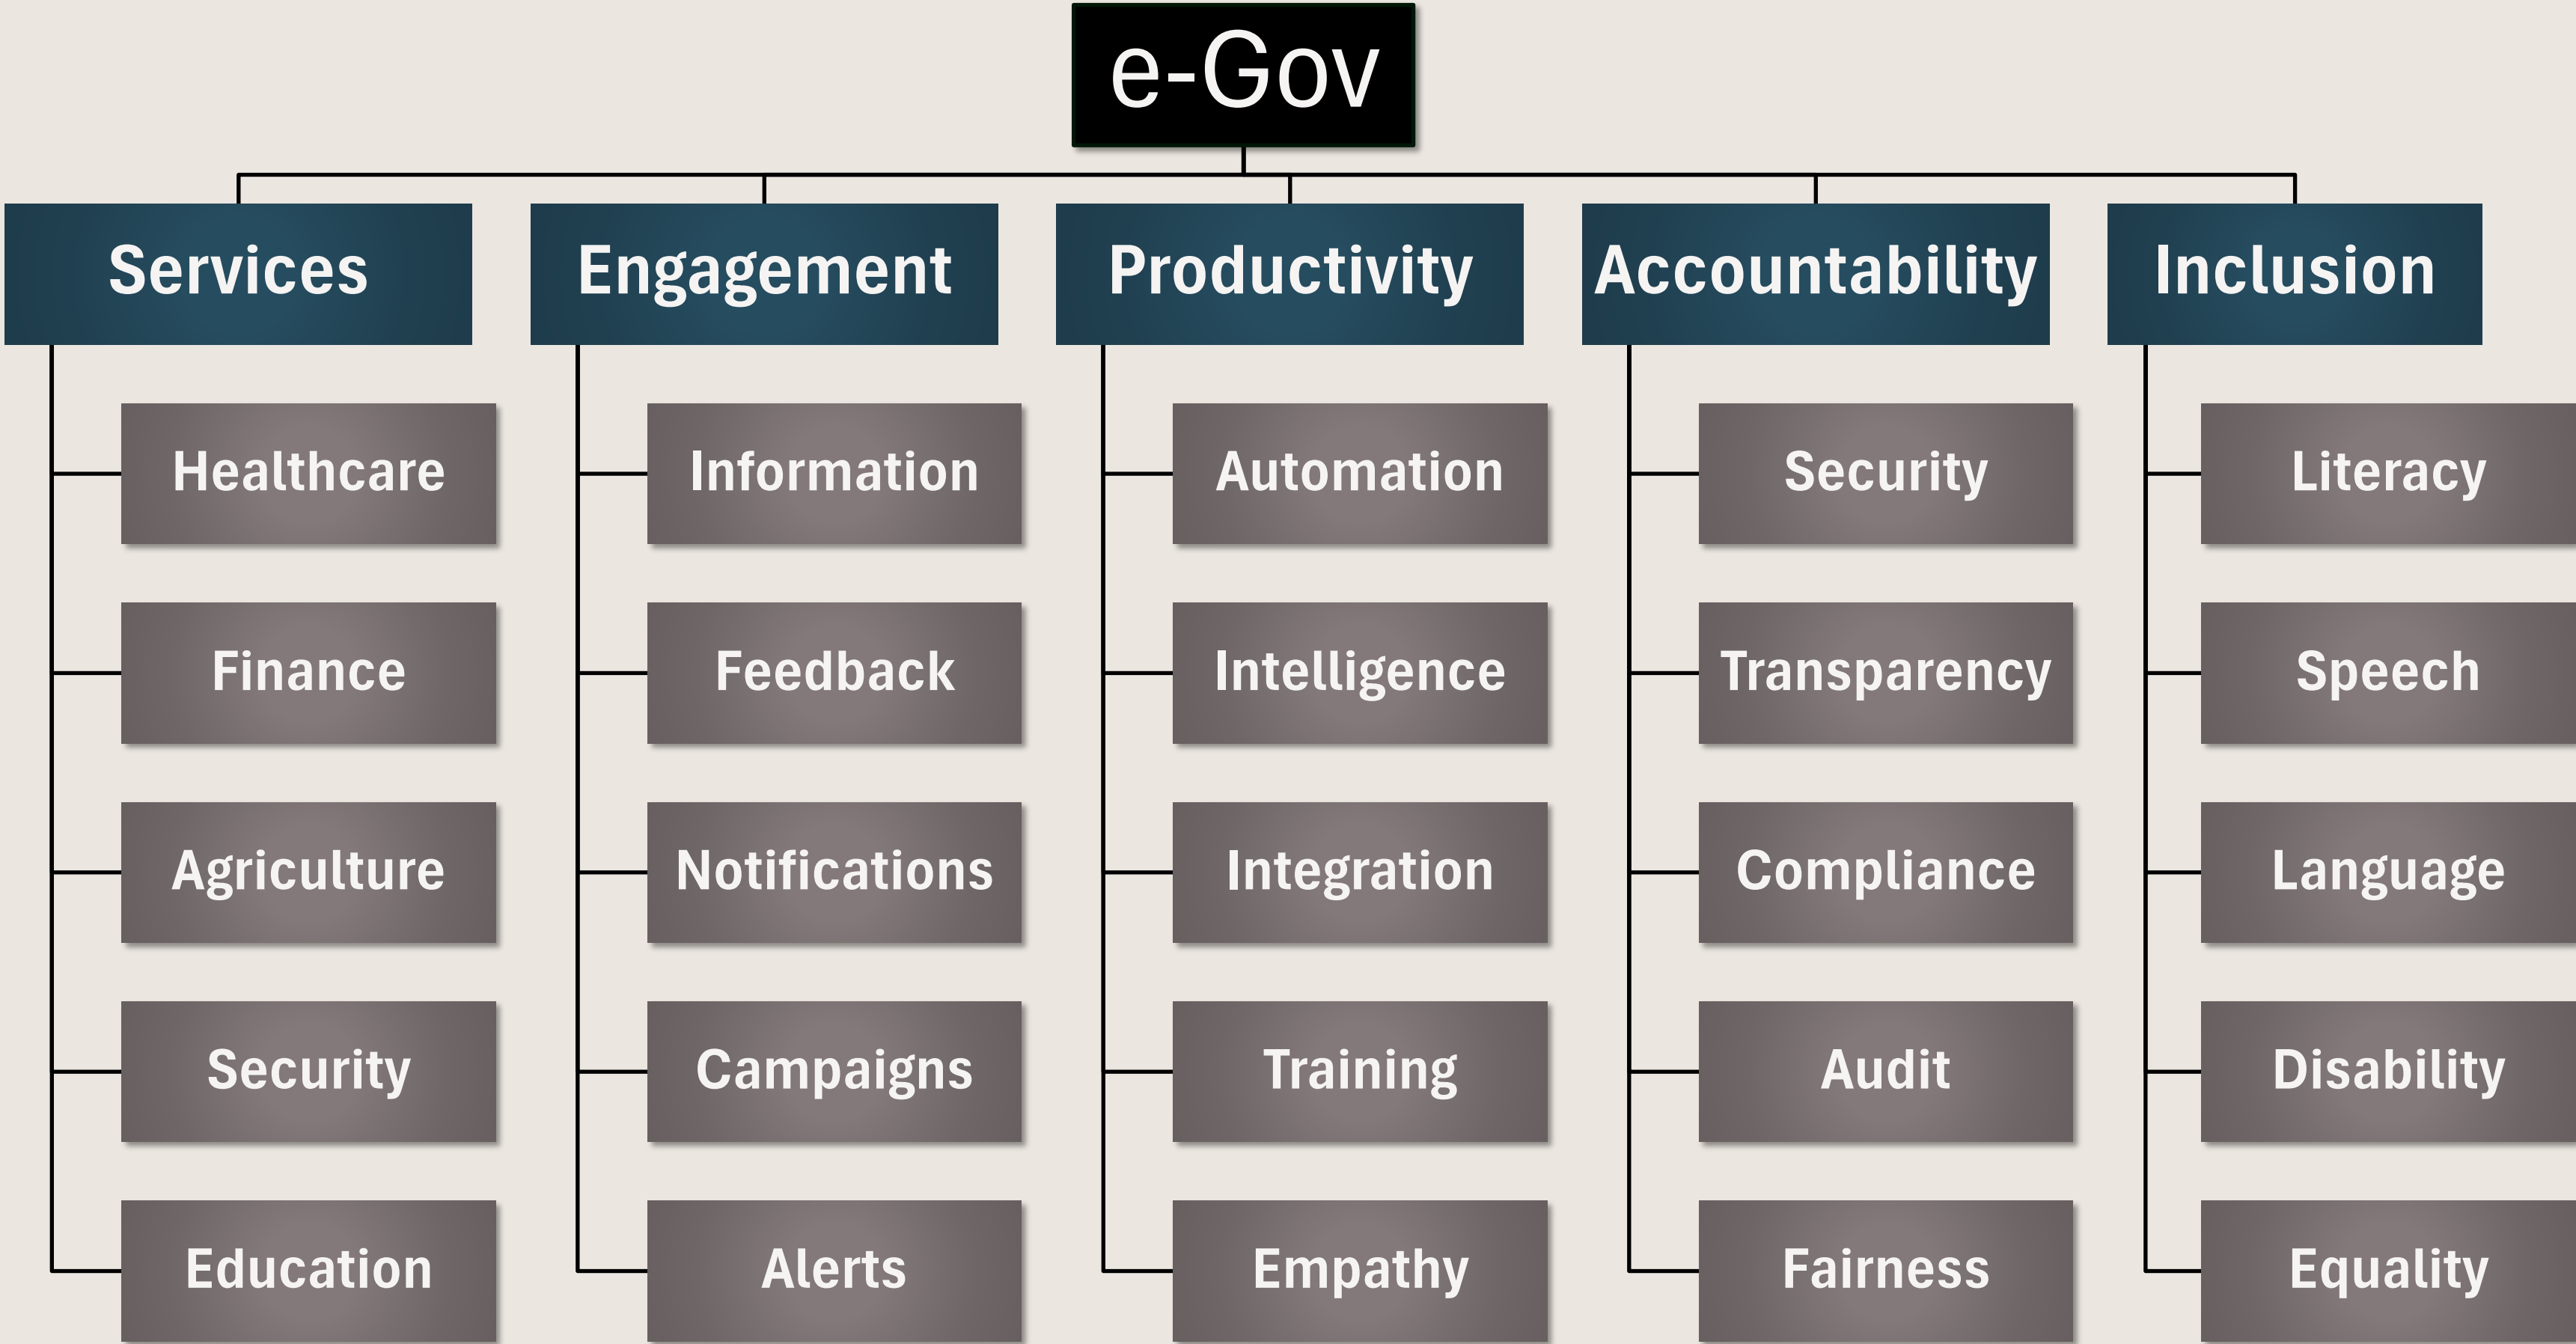 e-Gov
Services
Engagement
Productivity
Accountability
Inclusion
Healthcare
Information
Automation
Security
Literacy
Finance
Feedback
Intelligence
Transparency
Speech
Agriculture
Notifications
Integration
Compliance
Language
Security
Campaigns
Training
Audit
Disability
Education
Alerts
Empathy
Fairness
Equality